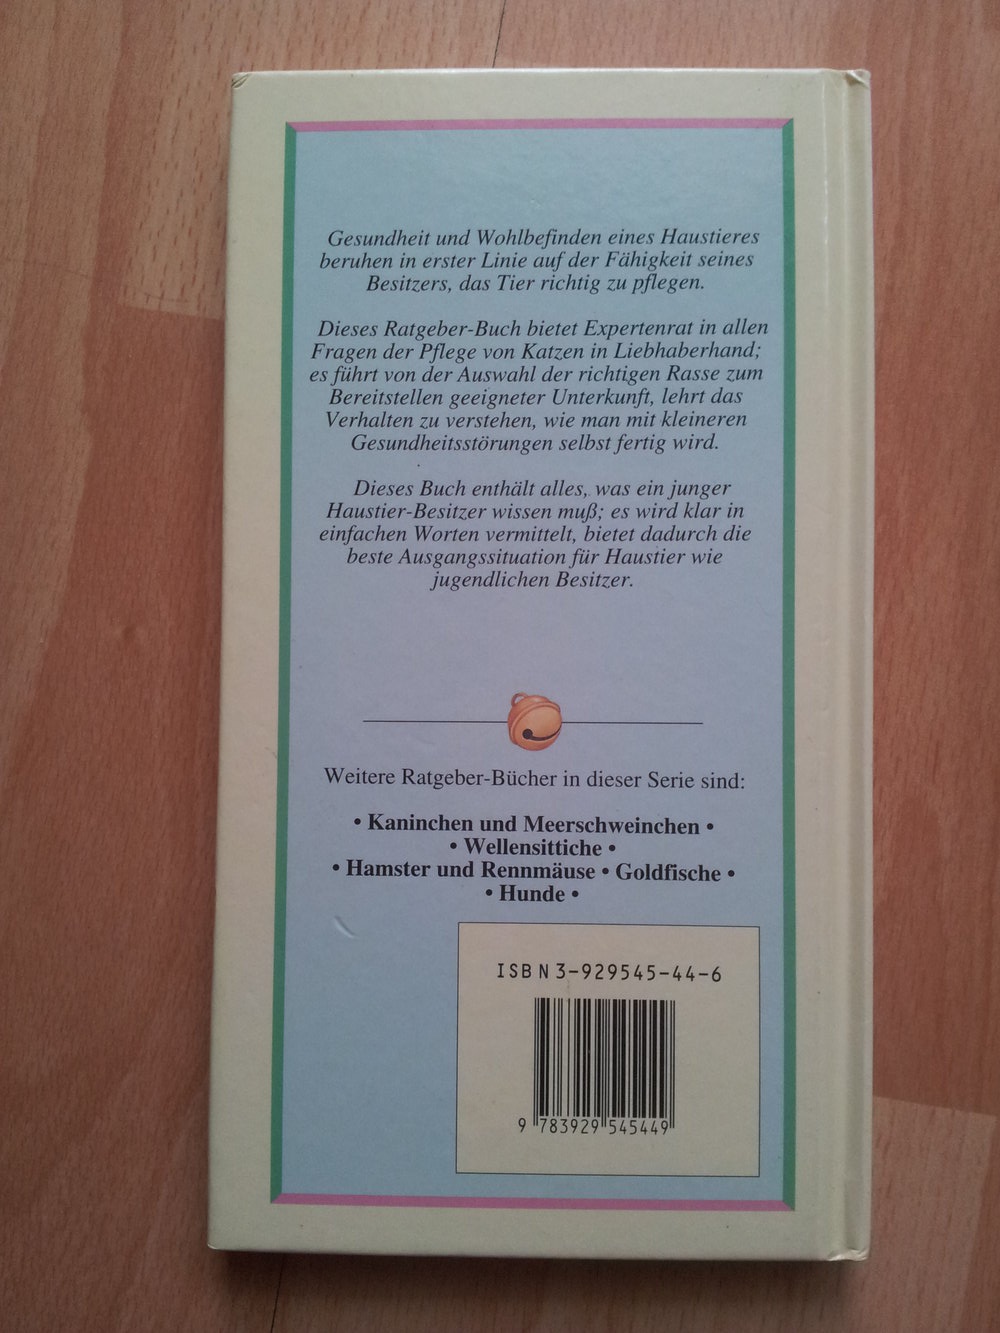 Gesundheit und Wohlbefinden eines Haustieres
beruhen in erster Linie auf der Fähigkeit seines
Besitzers, das Tier richtig zu pflegen.
Dieses Ratgeber-Buch bietet Expertenrat in allen
Fragen der Pflege von Katzen in Liebhaberhand;
es führt von der Auswahl der richtigen Rasse zum
Bereitstellen geeigneter Unterkunft, lehrt das
Verhalten zu verstehen, wie man mit kleineren
Gesundheitsstörungen selbst fertig wird.
Dieses Buch enthält alles, was ein junger
Haustier-Besitzer wissen muß; es wird klar in
einfachen Worten vermittelt, bietet dadurch die
beste Ausgangssituation für Haustier wie
jugendlichen Besitzer.
Weitere Ratgeber-Bücher in dieser Serie sind:
• Kaninchen und Meerschweinchen •
• Wellensittiche •
• Hamster und Rennmäuse • Goldfische •
• Hunde •
ISBN 3-929545-44-6
9 783929 545449